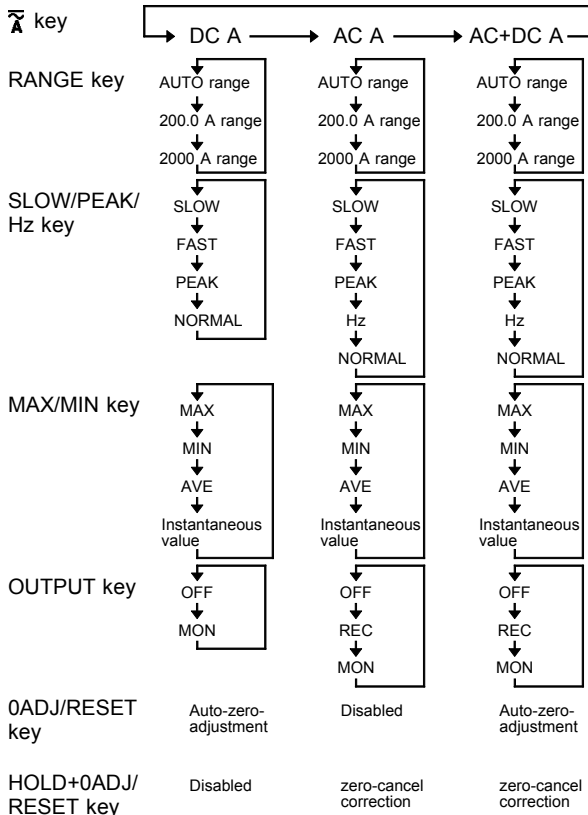 A key
DC A AC A AC+DC A
RANGE key
AUTO range AUTO range AUTO range
200.0 A range 200.0 A range 200.0 A range
2000 A range 2000 A range 2000 A range
SLOW/PEAK/
Hz key
SLOW SLOW SLOW
FAST FAST FAST
PEAK PEAK PEAK
NORMAL Hz Hz
NORMAL NORMAL
MAX/MIN key
MAX MAX MAX
MIN MIN MIN
AVE AVE AVE
Instantaneous Instantaneous Instantaneous
value value value
OUTPUT key
OFF OFF OFF
MON REC REC
MON MON
0ADJ/RESET
key
Auto-zero- Disabled Auto-zero-
adjustment adjustment
HOLD+0ADJ/
RESET key
Disabled zero-cancel zero-cancel
correction correction